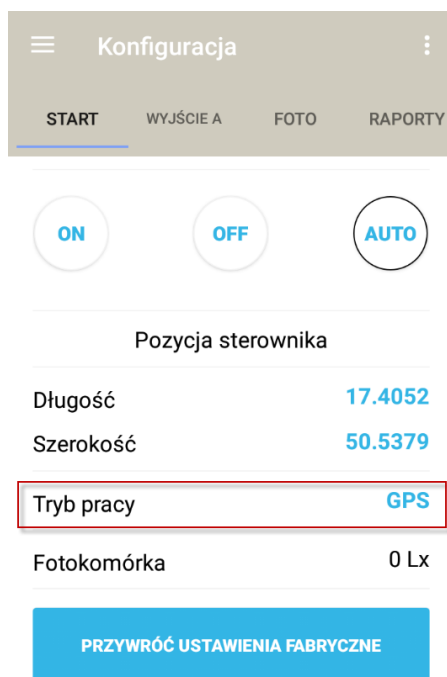 Konfiguracja
START WYJŚCIE A FOTO RAPORTY
ON OFF AUTO
Pozycja sterownika
Długość 17.4052
Szerokość 50.5379
Tryb pracy GPS
Fotokomórka 0 Lx
PRZYWRÓĆ USTAWIENIA FABRYCZNE